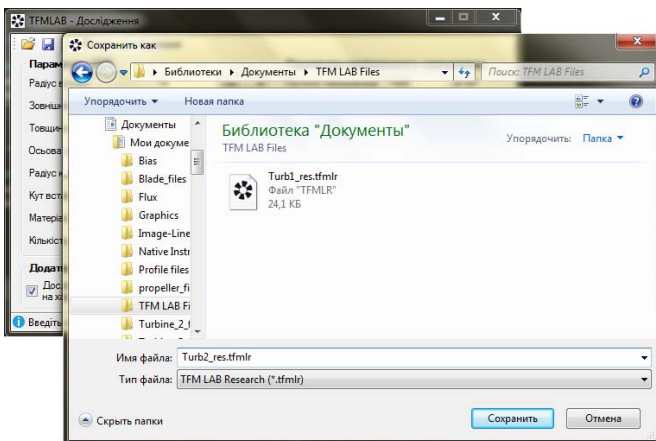 TFMLAB - Дослідження
Сохранить как
Библиотеки Документы TFM LAB Files
Поиск: TFM LAB Files
Упорядочить Новая папка
Парам
Радіус
Зовніш
Товщин
Осьова
Радіус
Кут вст
Матеріа
Кількіст
Додат
Дос
на ха
Введіть
Документы
Мои докуме
Bias
Blade_files
Flux
Graphics
Image-Line
Native Instr
Profile files
propeller_fi
TFM LAB Fi
Turbine_2_f
Библиотека "Документы"
TFM LAB Files
Упорядочить: Папка
Turb1_res.tfmlr
Файл "TFMLR"
24,1 КБ
Имя файла: Turb2_res.tfmlr
Тип файла: TFM LAB Research (*.tfmlr)
Скрыть папки
Сохранить Отмена